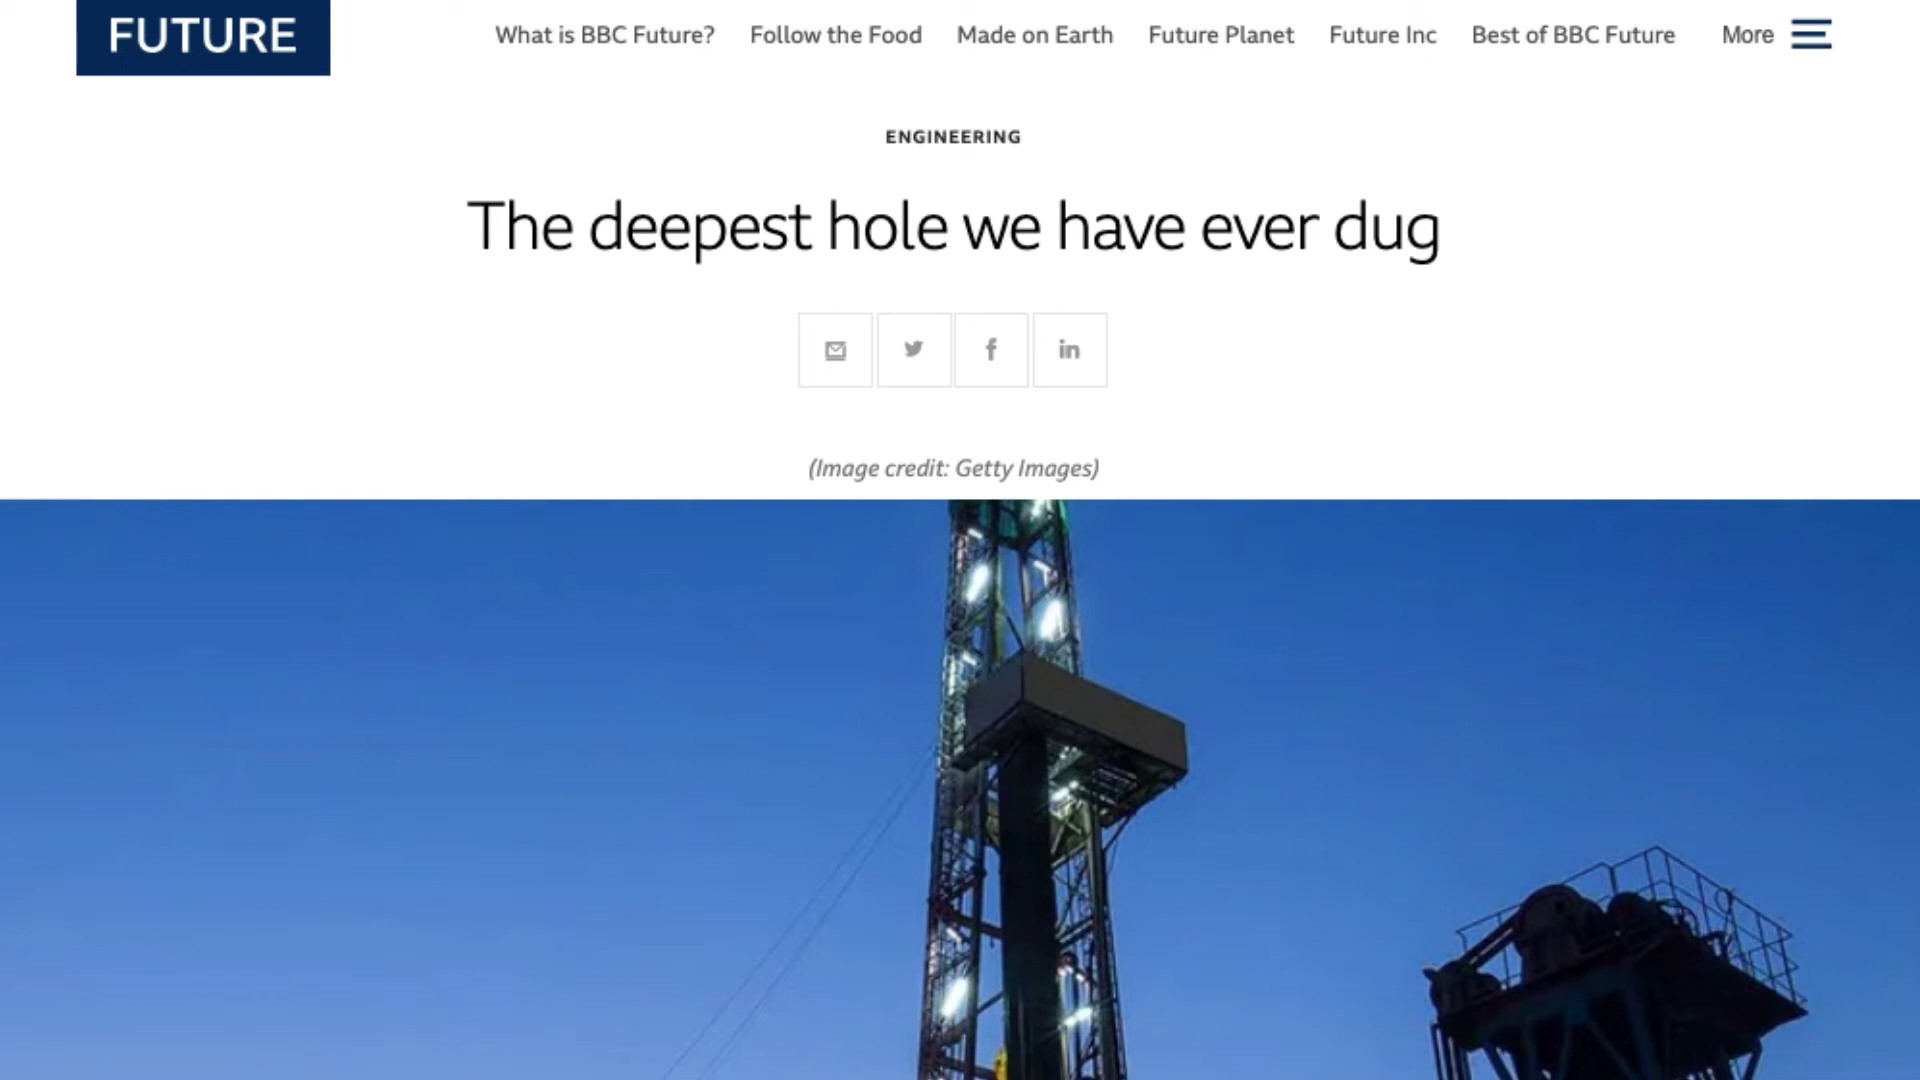 FUTURE
What is BBC Future? Follow the Food Made on Earth Future Planet Future Inc Best of BBC Future More
ENGINEERING
The deepest hole we have ever dug
f in
(Image credit: Getty Images)